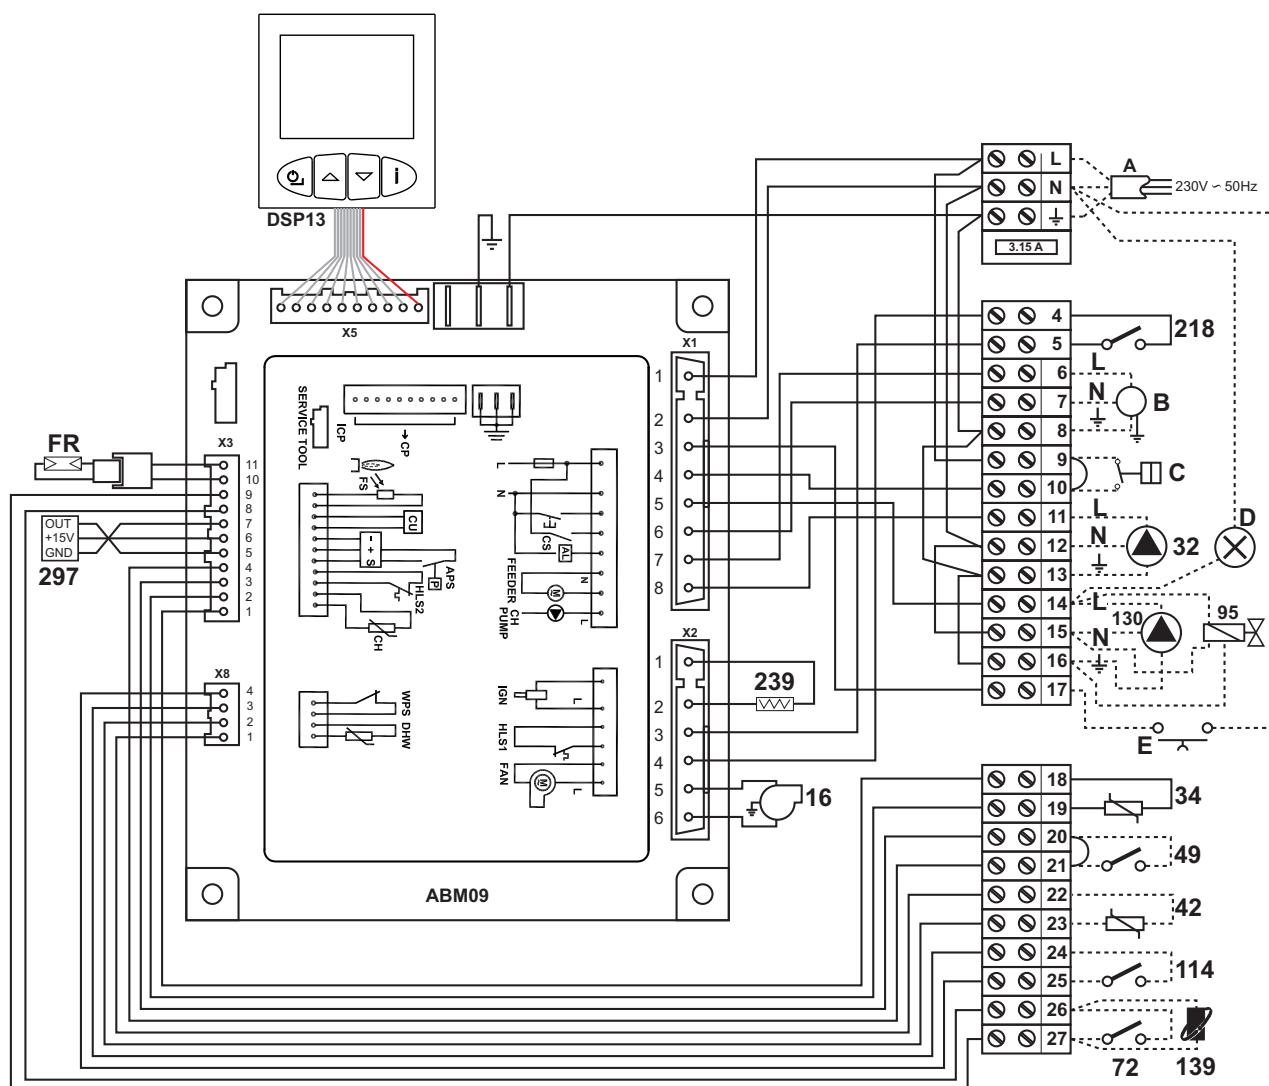 DSP13
i
X5
L
N
A
230V ~ 50Hz
3.15 A
4
5
6
7
8
9
10
11
12
13
14
15
16
17
218
L
N
B
C
L
N
32
D
L
N
130
95
E
X1
1
2
3
4
5
6
7
8
X2
1
2
3
4
5
6
239
16
FR
X3
11
10
9
8
7
6
5
4
3
2
1
OUT
+15V
GND
297
X8
4
3
2
1
SERVICE TOOL
ICP
CP
FS
CU
- + S
APS
P
HLS2
CH
L
N
CS
AL
FEEDER
M
N
CH PUMP
L
WPS
DHW
IGN
L
HLS1
FAN
M
L
ABM09
18
19
20
21
22
23
24
25
26
27
34
49
42
114
72
139